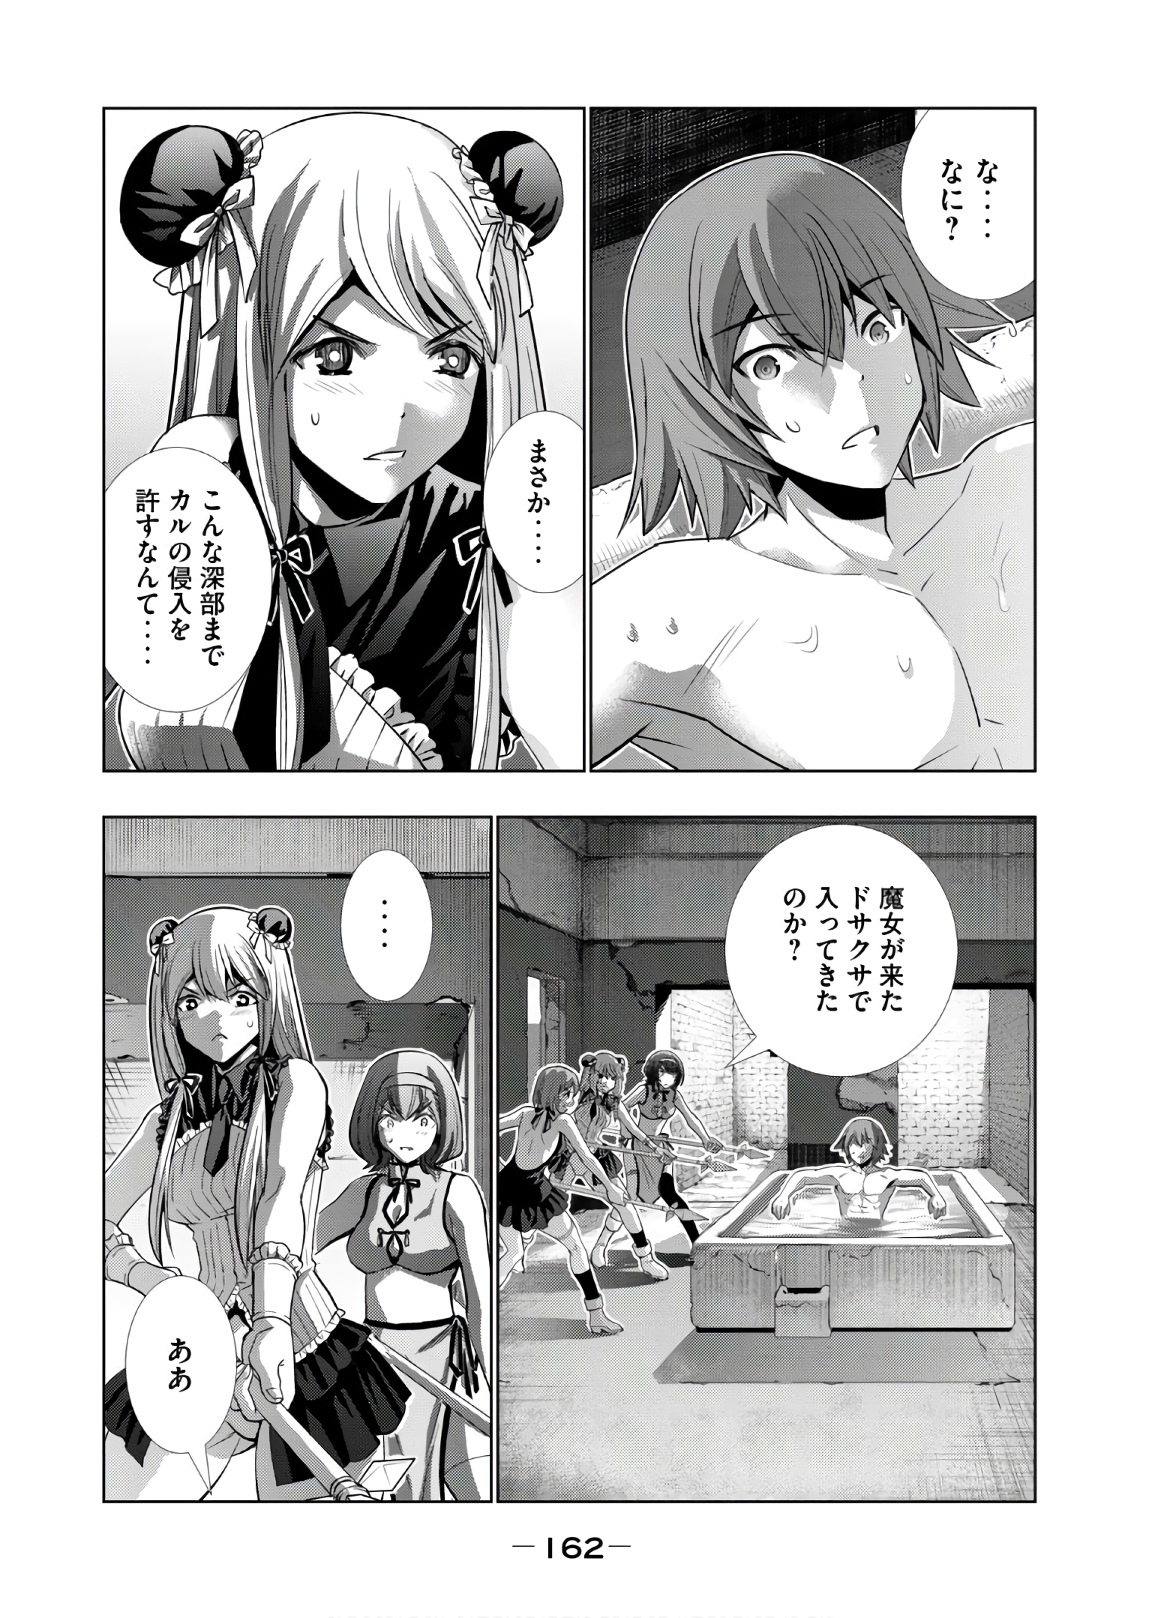 な‥‥
なに？
まさか‥‥
こんな深部まで
カルの侵入を
許すなんて‥‥
魔女が来た
ドサクサで
入ってきた
のか？
‥‥
ああ
—162—